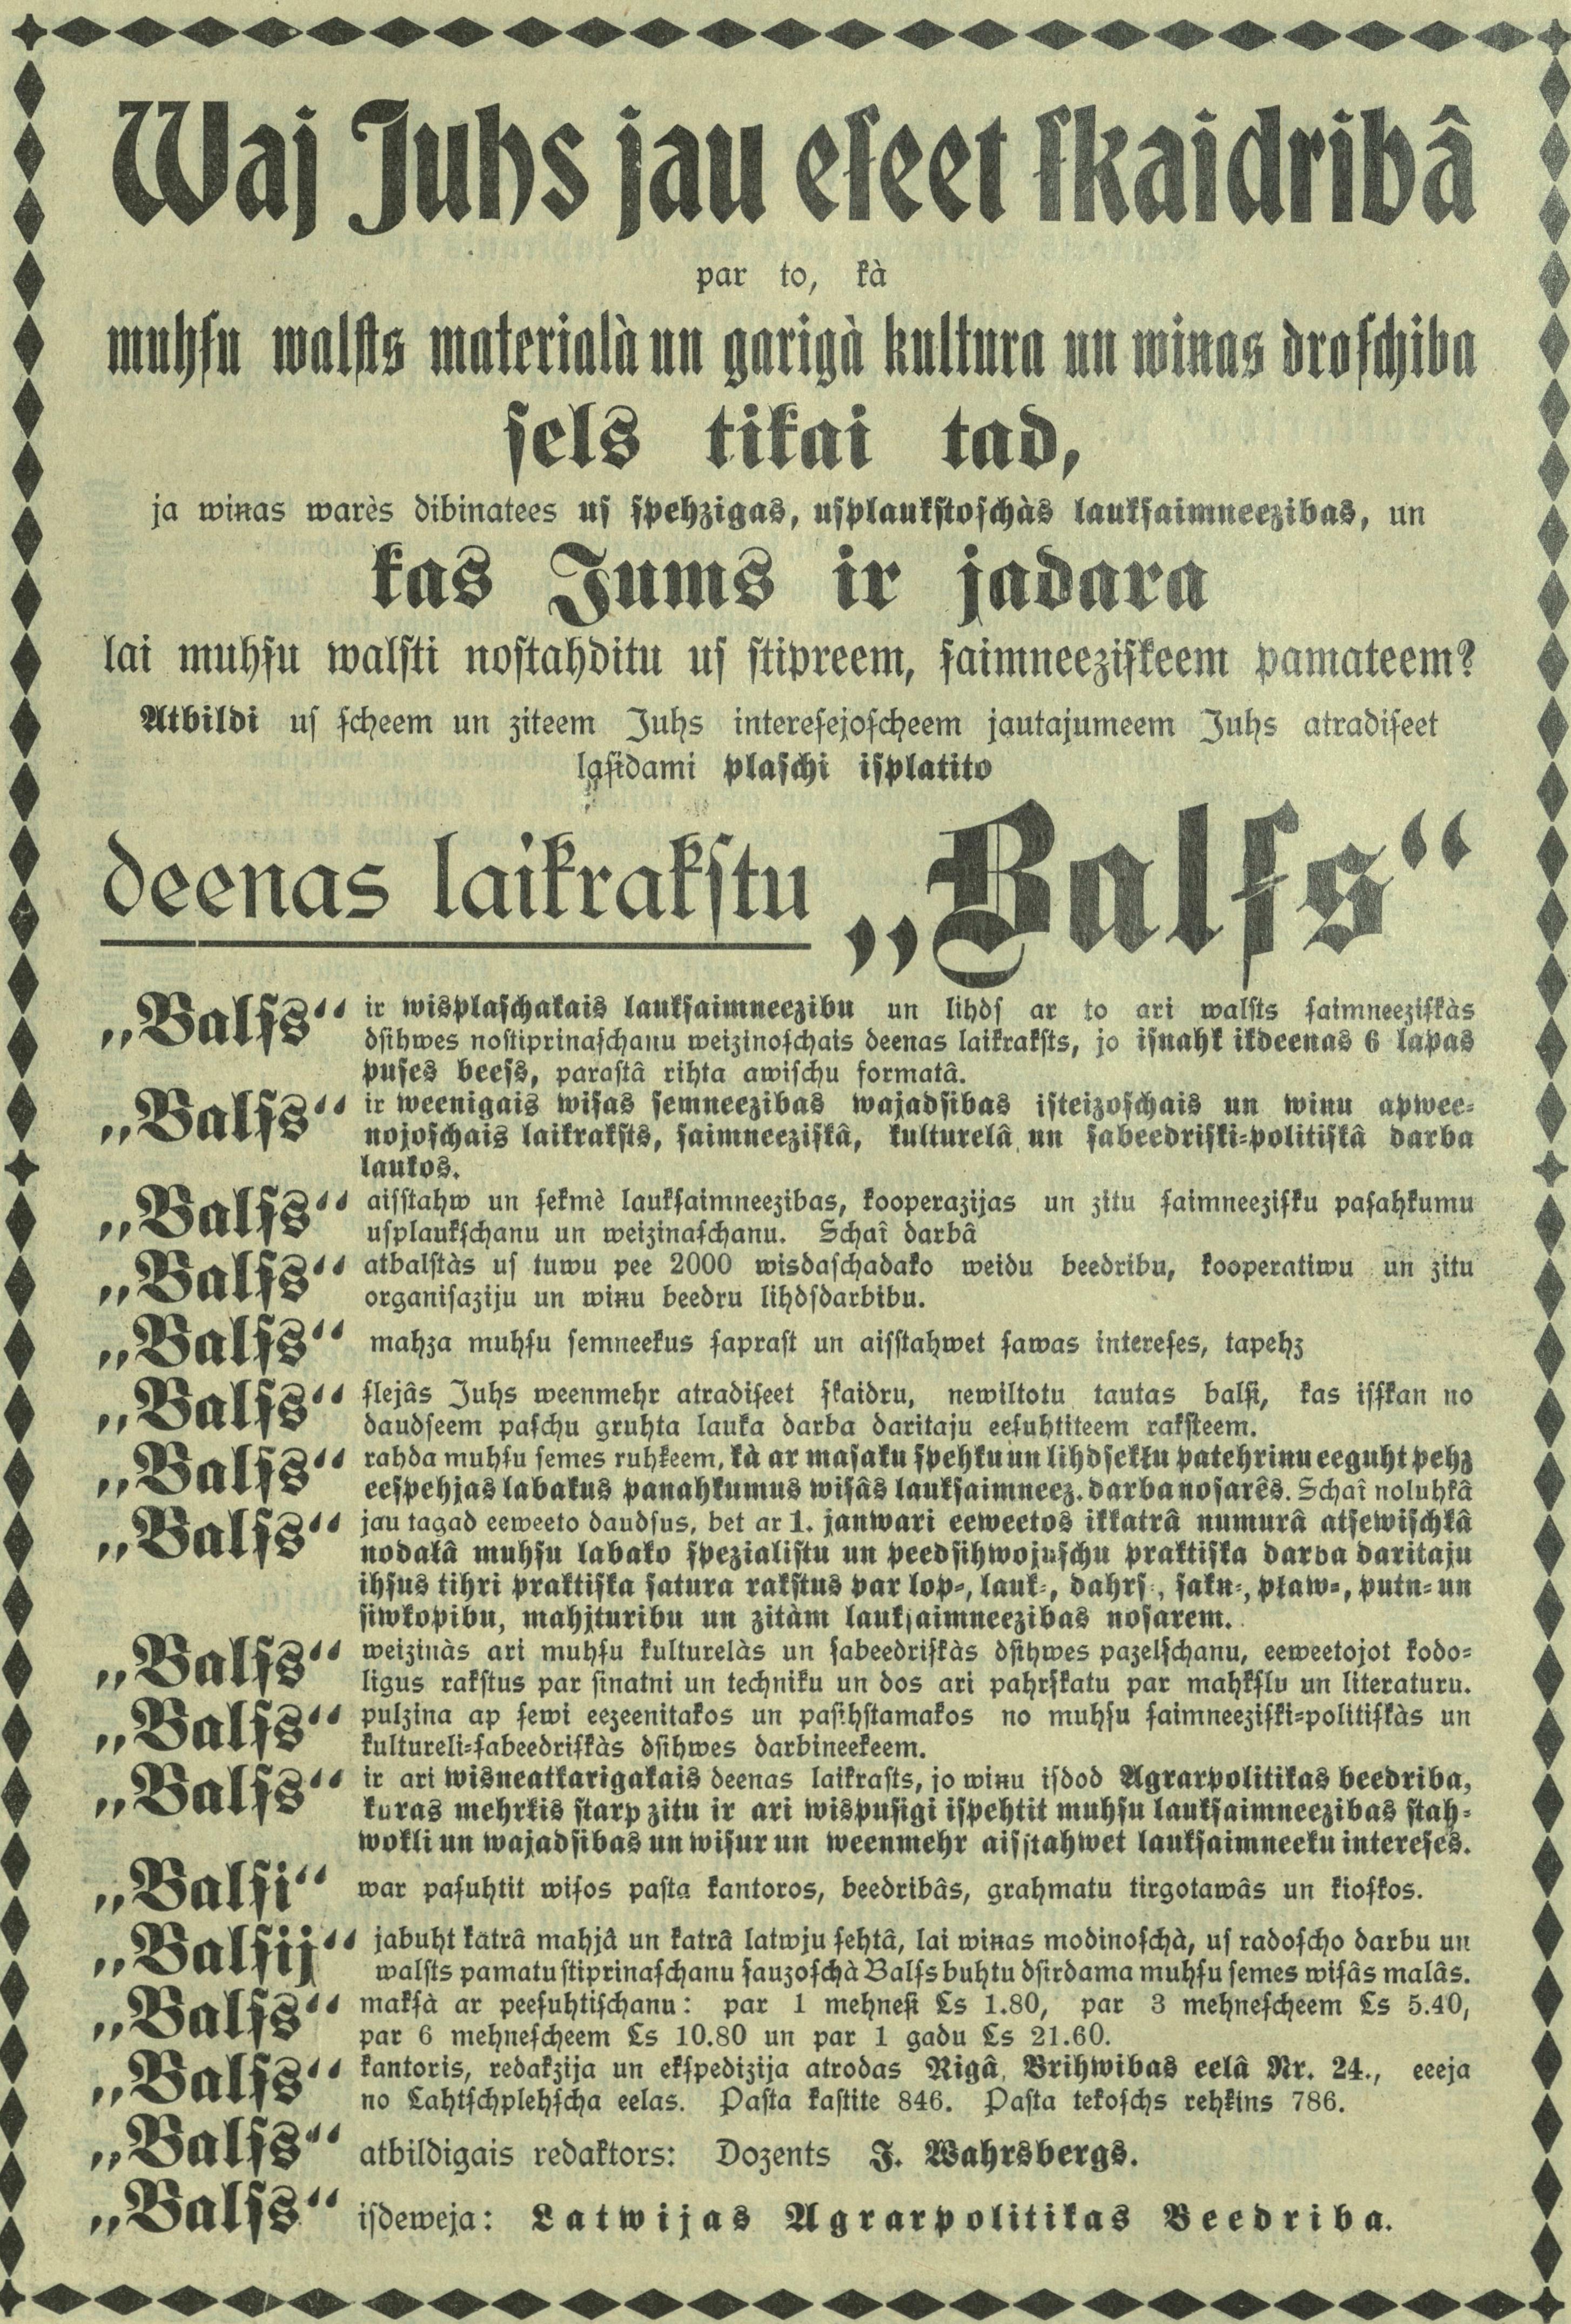 Waj Juhs jau eſeet ſkaidribâ
par to, kà
muhſu walſts materialà un garigà kultura un wiņas droſchiba
ſels tikai tad,
ja wiņas warès dibinatees uſ ſpehzigas, uſplaukſtoſchàs laukſaimneezibas, un
kas Jums ir jadara
lai muhſu walſti noſtahditu uſ ſtipreem, ſaimneeziſkeem pamateem?
Atbildi uſ ſcheem un ziteem Juhs intereſejoſcheem jautajumeem Juhs atradiſeet
laſidami plaſchi iſplatito
deenas laikrakſtu „Balſs“
„Balſs“ ir wisplaſchakais laukſaimneezibu un lihdſ ar to ari walſts ſaimneeziſkàs
dſihwes noſtiprinaſchanu weizinoſchais deenas laikrakſts, jo iſnahk ikdeenas 6 lapas
puſes beeſs, paraſtâ rihta awiſchu formatâ.
„Balſs“ ir weenigais wiſas ſemneezibas wajadſibas iſteizoſchais un winu apwee-
nojoſchais laikrakſts, ſaimneeziſkâ, kulturelâ un ſabeedriſki-politiſkâ darba
laukos.
„Balſs“ aiſſtahw un ſekmè laukſaimneezibas, kooperazijas un zitu ſaimneeziſku paſahkumu
uſplaukſchanu un weizinaſchanu. Schaî darbâ
„Balſs“ atbalſtàs uſ tuwu pee 2000 wisdaſchadako weidu beedribu, kooperatiwu un zitu
organiſaziju un wiņu beedru lihdſdarbibu.
„Balſs“ mahza muhſu ſemneekus ſapraſt un aiſſtahwet ſawas intereſes, tapehz
„Balſs“ ſlejâs Juhs weenmehr atradiſeet ſkaidru, newiltotu tautas balſi, kas iſſkan no
daudſeem paſchu gruhta lauka darba daritaju eeſuhtiteem rakſteem.
„Balſs“ rahda muhſu ſemes ruhķeem, kà ar maſaku ſpehku un lihdſekļu patehrinu eeguht pehz
eeſpehjas labakus panahkumus wiſâs laukſaimneez. darba noſarês. Schaî noluhkâ
„Balſs“ jau tagad eeweeto daudſus, bet ar 1. janwari eeweetos ikkatrâ numurâ atſewiſchkâ
nodalâ muhſu labako ſpezialiſtu un peedſihwojuſchu praktiſka darba daritaju
ihſus tihri praktiſka ſatura rakſtus par lop-, lauk-, dahrſ-, ſakņ-, pļaw-, putn- un
ſiwkopibu, mahjturibu un zitàm laukſaimneezibas noſarem.
„Balſs“ weizinàs ari muhſu kulturelàs un ſabeedriſkàs dſihwes pazelſchanu, eeweetojot kodo-
ligus rakſtus par ſinatni un techniku un dos ari pahrſkatu par mahkſlu un literaturu.
„Balſs“ pulzina ap ſewi eezeenitakos un paſihſtamakos no muhſu ſaimneeziſki-politiſkàs un
kultureli-ſabeedriſkàs dſihwes darbineekeem.
„Balſs“ ir ari wisneatkarigakais deenas laikraſts, jo wiņu iſdod Agrarpolitikas beedriba,
kuras mehrķis ſtarp zitu ir ari wispuſigi iſpehtit muhſu laukſaimneezibas ſtah-
wokli un wajadſibas un wiſur un weenmehr aiſſtahwet laukſaimneeku intereſes.
„Balſi“ war paſuhtit wiſos paſta kantoros, beedribâs, grahmatu tirgotawâs un kioſkos.
„Balſij“ jabuht katrâ mahjâ un katrâ latwju ſehtâ, lai wiņas modinoſchà, uſ radoſcho darbu un
walſts pamatu ſtiprinaſchanu ſauzoſchà Balſs buhtu dſirdama muhſu ſemes wiſâs malâs.
„Balſs“ makſà ar peeſuhtiſchanu: par 1 mehneſi Ls 1.80, par 3 mehneſcheem Ls 5.40,
par 6 mehneſcheem Ls 10.80 un par 1 gadu Ls 21.60.
„Balſs“ kantoris, redakzija un ekſpedizija atrodas Rigâ, Brihwibas eelâ Nr. 24., eeeja
no Lahtſchplehſcha eelas. Paſta kaſtite 846. Paſta tekoſchs rehķins 786.
„Balſs“ atbildigais redaktors: Dozents J. Wahrsbergs.
„Balſs“ iſdeweja: Latwijas Agrarpolitikas Beedriba.